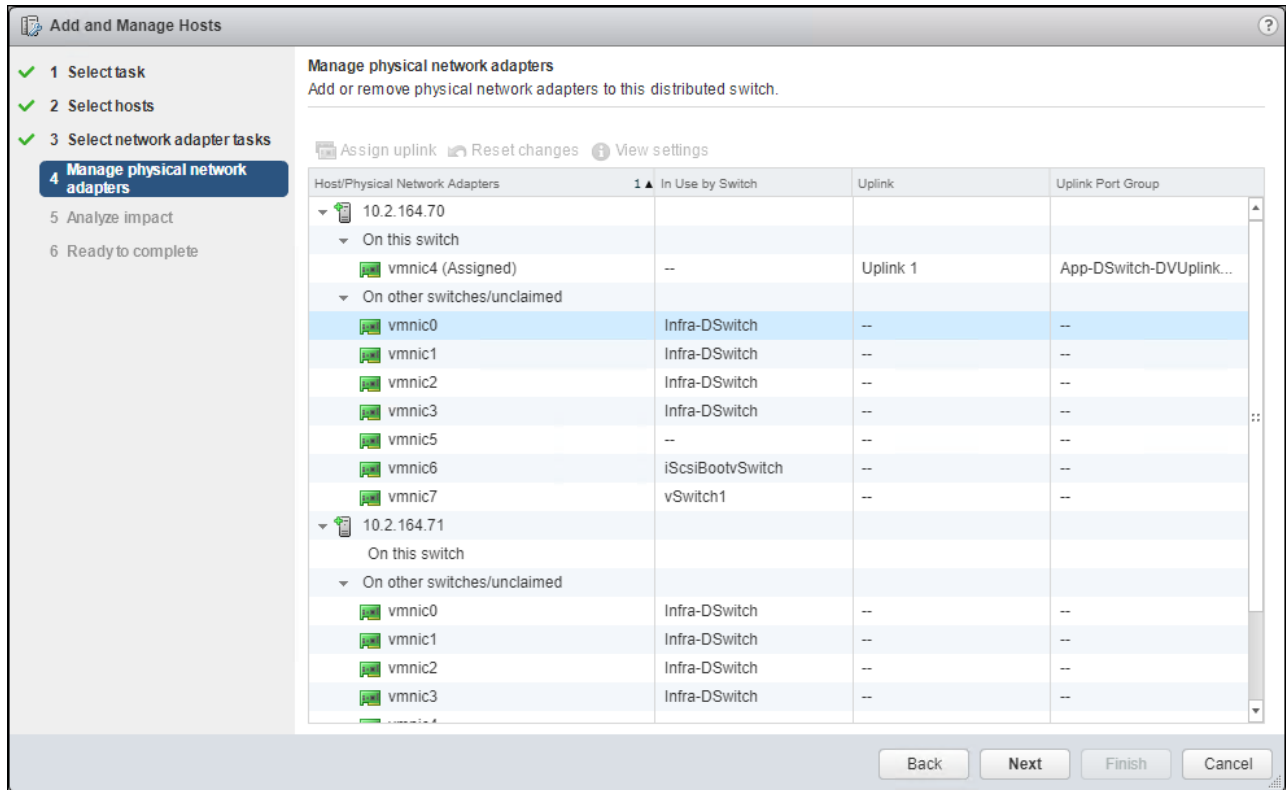 Add and Manage Hosts
?
1 Select task
2 Select hosts
3 Select network adapter tasks
4 Manage physical network
adapters
5 Analyze impact
6 Ready to complete
Manage physical network adapters
Add or remove physical network adapters to this distributed switch.
Assign uplink Reset changes View settings
Host/Physical Network Adapters 1 ▲ In Use by Switch Uplink Uplink Port Group
10.2.164.70
On this switch
vmnic4 (Assigned) -- Uplink 1 App-DSwitch-DVUplink...
On other switches/unclaimed
vmnic0 Infra-DSwitch -- --
vmnic1 Infra-DSwitch -- --
vmnic2 Infra-DSwitch -- --
vmnic3 Infra-DSwitch -- --
vmnic5 -- -- --
vmnic6 iScsiBootvSwitch -- --
vmnic7 vSwitch1 -- --
10.2.164.71
On this switch
On other switches/unclaimed
vmnic0 Infra-DSwitch -- --
vmnic1 Infra-DSwitch -- --
vmnic2 Infra-DSwitch -- --
vmnic3 Infra-DSwitch -- --
Back Next Finish Cancel